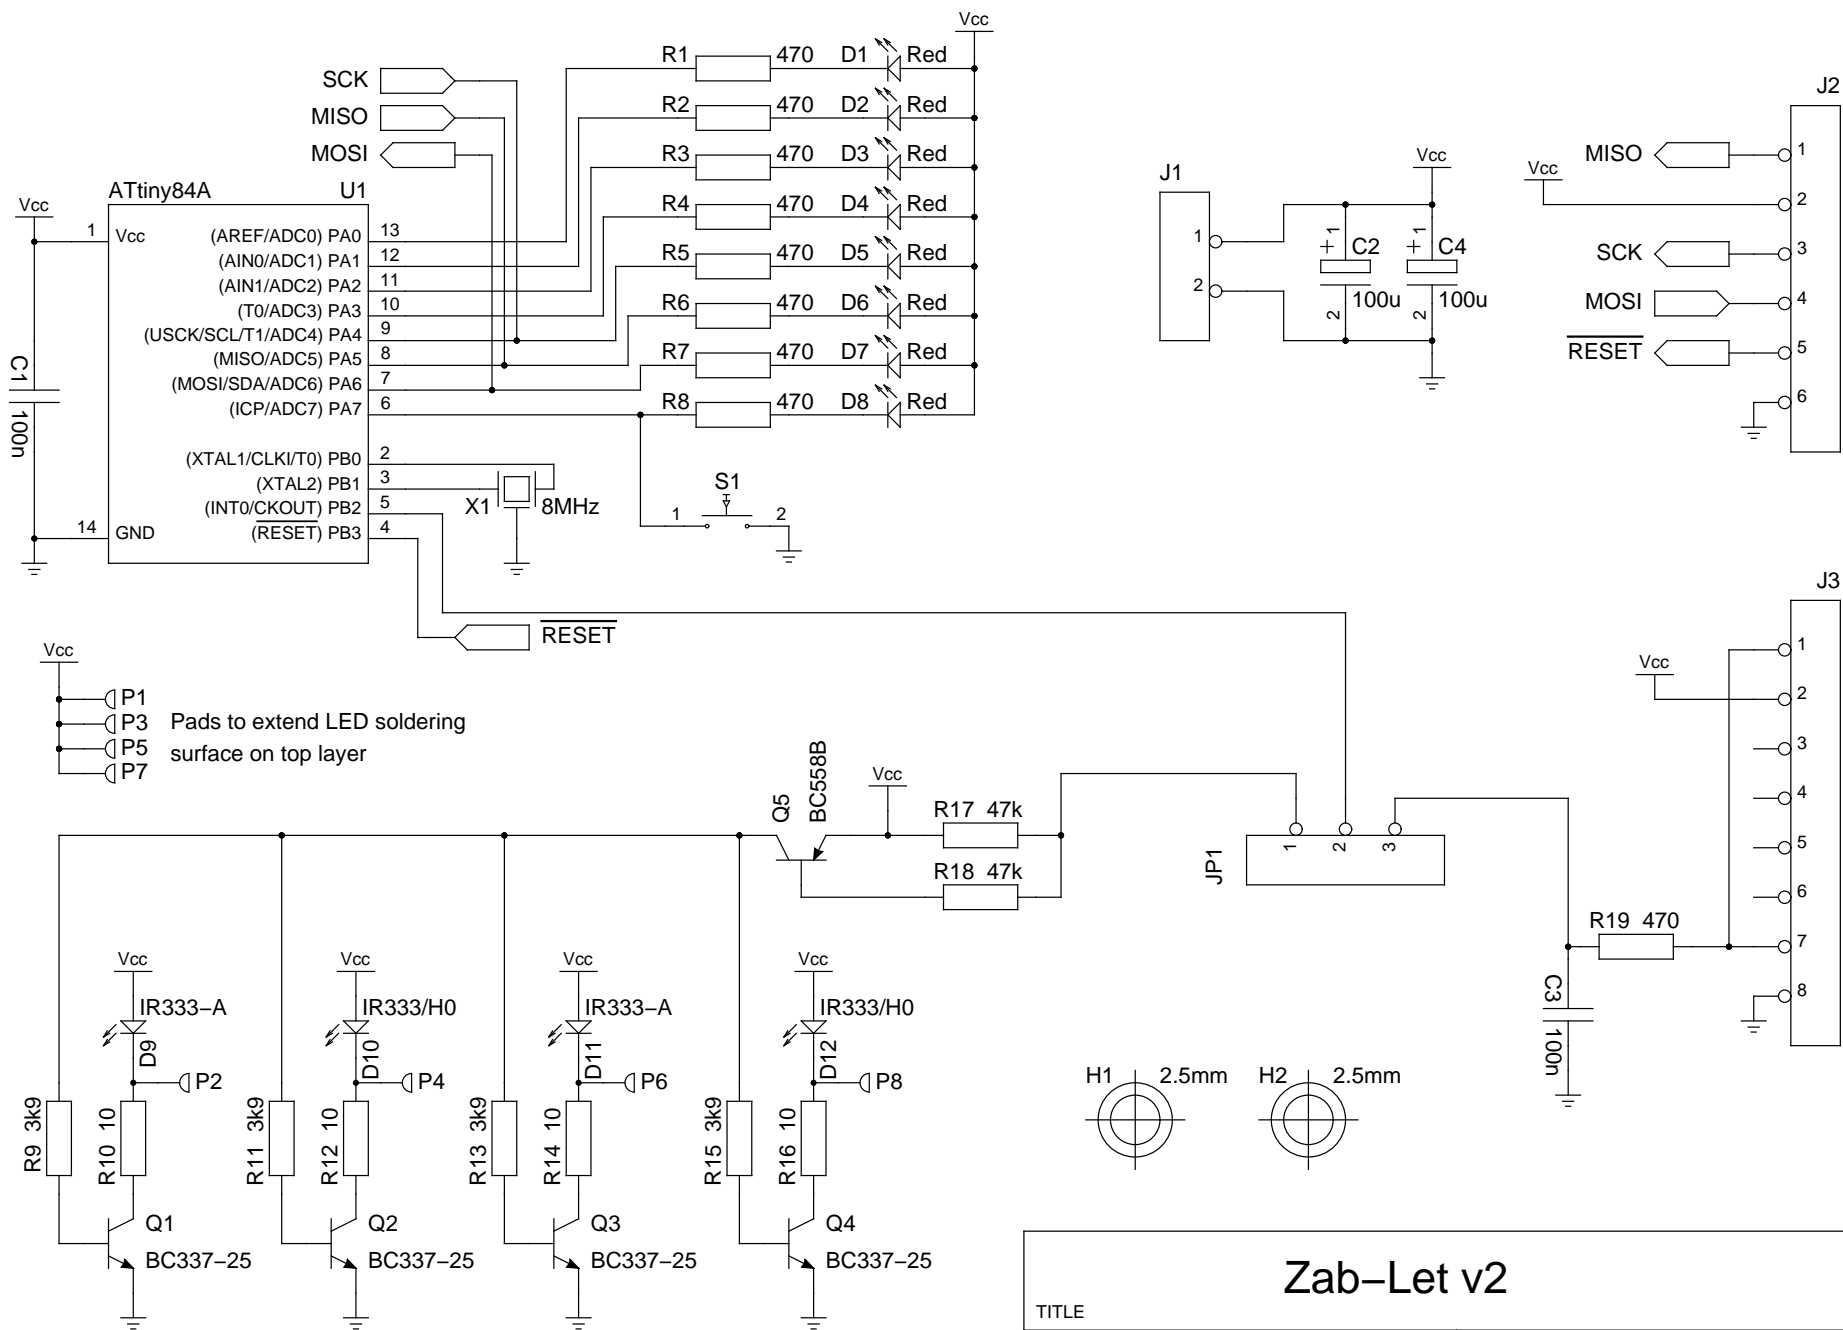 Vcc
R1 470 D1 Red
SCK
R2 470 D2 Red
MISO
R3 470 D3 Red
MOSI
R4 470 D4 Red
R5 470 D5 Red
R6 470 D6 Red
R7 470 D7 Red
R8 470 D8 Red
ATtiny84A U1
Vcc
1 Vcc
(AREF/ADC0) PA0 13
(AIN0/ADC1) PA1 12
(AIN1/ADC2) PA2 11
(T0/ADC3) PA3 10
(USCK/SCL/T1/ADC4) PA4 9
(MISO/ADC5) PA5 8
(MOSI/SDA/ADC6) PA6 7
(ICP/ADC7) PA7 6
(XTAL1/CLKI/T0) PB0 2
(XTAL2) PB1 3
(INT0/CKOUT) PB2 5
(RESET) PB3 4
14 GND
C1 100n
X1 8MHz
S1
1 2
RESET
J1
1
2
Vcc
+ 1 C2
100u
2
+ 1 C4
100u
2
J2
MISO 1
Vcc
2
SCK 3
MOSI 4
RESET 5
6
J3
1
Vcc
2
3
4
5
6
7
8
R19 470
C3 100n
Vcc
P1
P3 Pads to extend LED soldering
P5 surface on top layer
P7
Q5 BC558B
Vcc
R17 47k
R18 47k
JP1
1 2 3
Vcc
IR333−A
D9
P2
R9 3k9
R10 10
Q1
BC337−25
Vcc
IR333/H0
D10
P4
R11 3k9
R12 10
Q2
BC337−25
Vcc
IR333−A
D11
P6
R13 3k9
R14 10
Q3
BC337−25
Vcc
IR333/H0
D12
P8
R15 3k9
R16 10
Q4
BC337−25
H1 2.5mm
H2 2.5mm
Zab−Let v2
TITLE